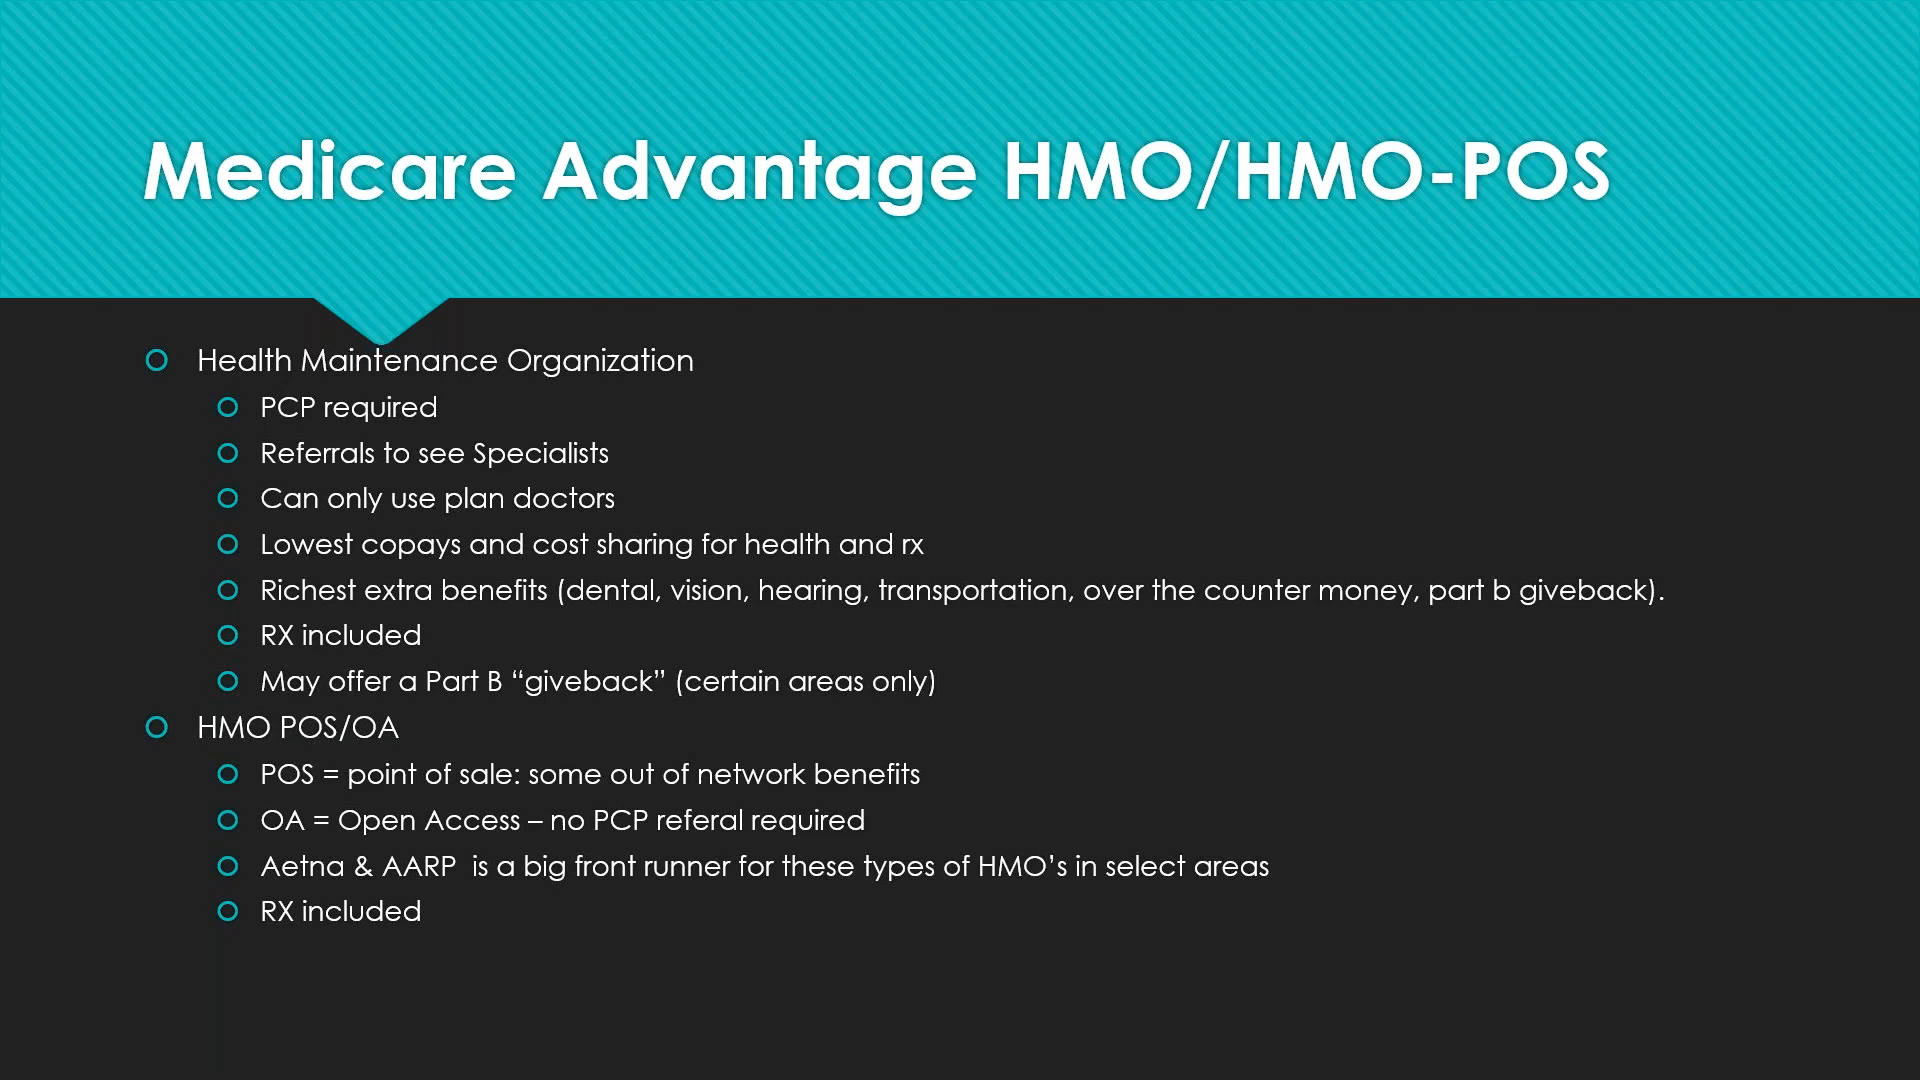 Medicare Advantage HMO/HMO-POS
Health Maintenance Organization
PCP required
Referrals to see Specialists
Can only use plan doctors
Lowest copays and cost sharing for health and rx
Richest extra benefits (dental, vision, hearing, transportation, over the counter money, part b giveback).
RX included
May offer a Part B “giveback” (certain areas only)
HMO POS/OA
POS = point of sale: some out of network benefits
OA = Open Access – no PCP referal required
Aetna & AARP  is a big front runner for these types of HMO’s in select areas
RX included